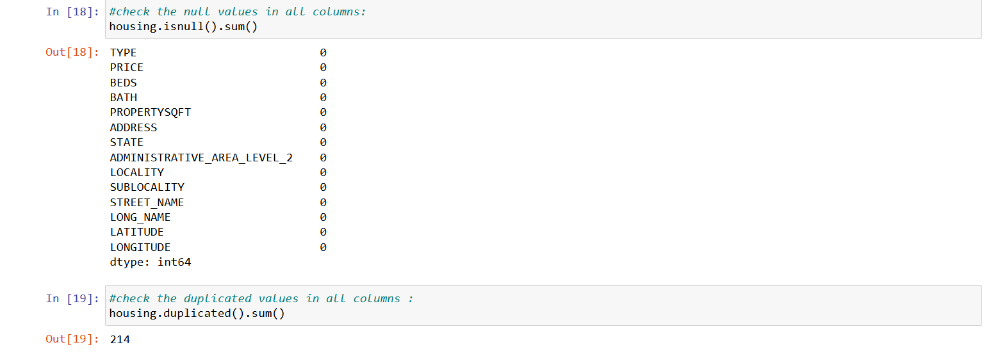 In [18]: #check the null values in all columns:
housing.isnull().sum()
Out[18]: TYPE 0
PRICE 0
BEDS 0
BATH 0
PROPERTYSQFT 0
ADDRESS 0
STATE 0
ADMINISTRATIVE_AREA_LEVEL_2 0
LOCALITY 0
SUBLOCALITY 0
STREET_NAME 0
LONG_NAME 0
LATITUDE 0
LONGITUDE 0
dtype: int64
In [19]: #check the duplicated values in all columns :
housing.duplicated().sum()
Out[19]: 214